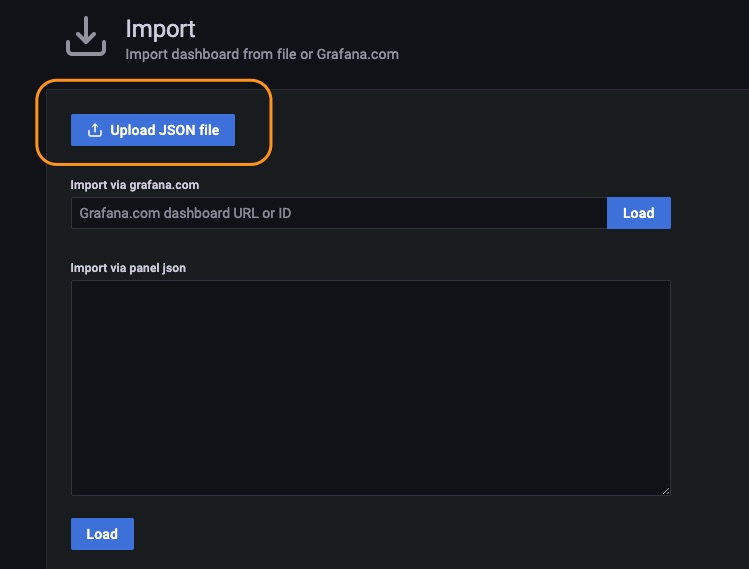 Import
Import dashboard from file or Grafana.com
Upload JSON file
Import via grafana.com
Grafana.com dashboard URL or ID
Load
Import via panel json
Load